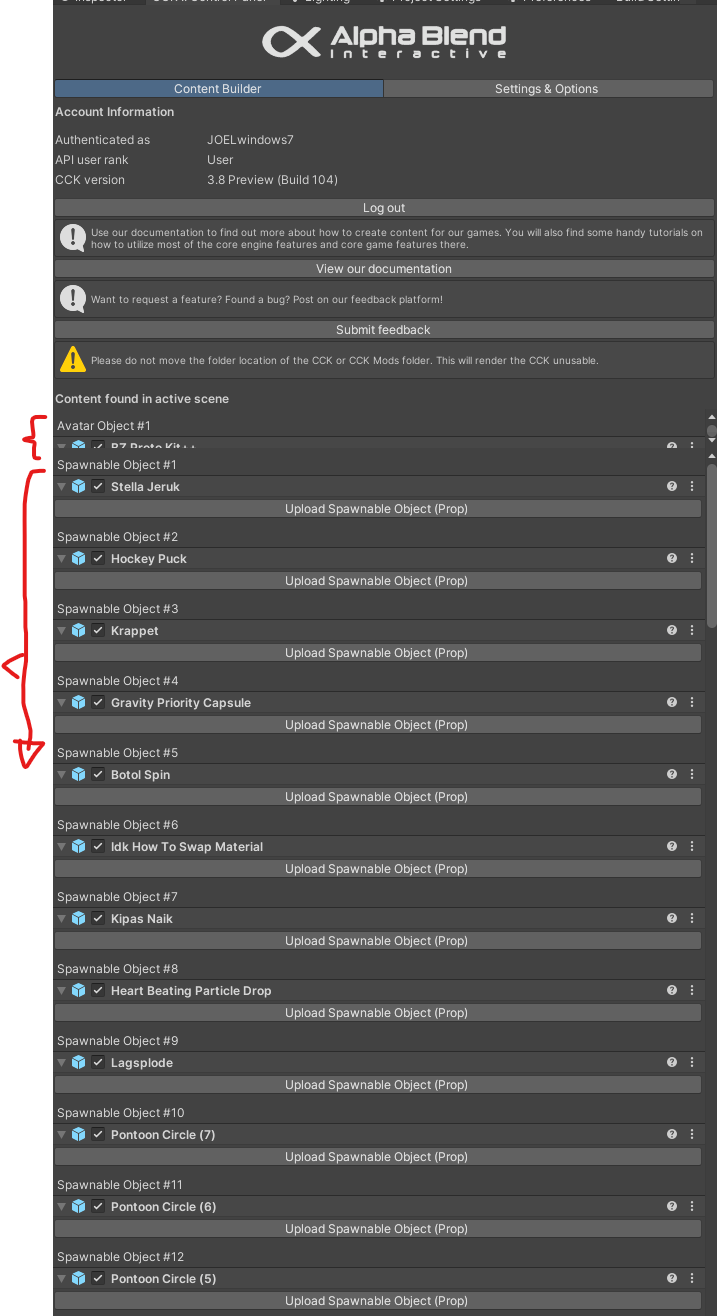 Alpha Blend
Interactive
Content Builder
Settings & Options
Account Information
Authenticated as JOELwindows7
API user rank User
CCK version 3.8 Preview (Build 104)
Log out
Use our documentation to find out more about how to create content for our games. You will also find some handy tutorials on
how to utilize most of the core engine features and core game features there.
View our documentation
Want to request a feature? Found a bug? Post on our feedback platform!
Submit feedback
Please do not move the folder location of the CCK or CCK Mods folder. This will render the CCK unusable.
Content found in active scene
Avatar Object #1
Spawnable Object #1
Stella Jeruk
Upload Spawnable Object (Prop)
Spawnable Object #2
Hockey Puck
Upload Spawnable Object (Prop)
Spawnable Object #3
Krappet
Upload Spawnable Object (Prop)
Spawnable Object #4
Gravity Priority Capsule
Upload Spawnable Object (Prop)
Spawnable Object #5
Botol Spin
Upload Spawnable Object (Prop)
Spawnable Object #6
Idk How To Swap Material
Upload Spawnable Object (Prop)
Spawnable Object #7
Kipas Naik
Upload Spawnable Object (Prop)
Spawnable Object #8
Heart Beating Particle Drop
Upload Spawnable Object (Prop)
Spawnable Object #9
Lagsplode
Upload Spawnable Object (Prop)
Spawnable Object #10
Pontoon Circle (7)
Upload Spawnable Object (Prop)
Spawnable Object #11
Pontoon Circle (6)
Upload Spawnable Object (Prop)
Spawnable Object #12
Pontoon Circle (5)
Upload Spawnable Object (Prop)